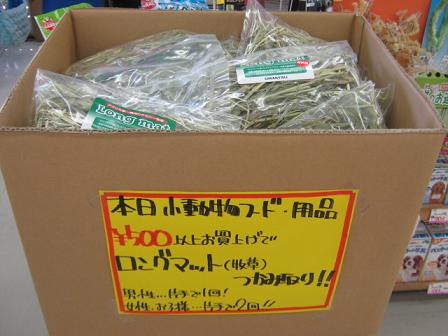 Long mat
Long mat
本日小動物フード・用品
¥500以上お買上げで
ロングマット(牧草)
つかみ取り!!
男性…片手で1回!
女性、お子様…片手で2回!!